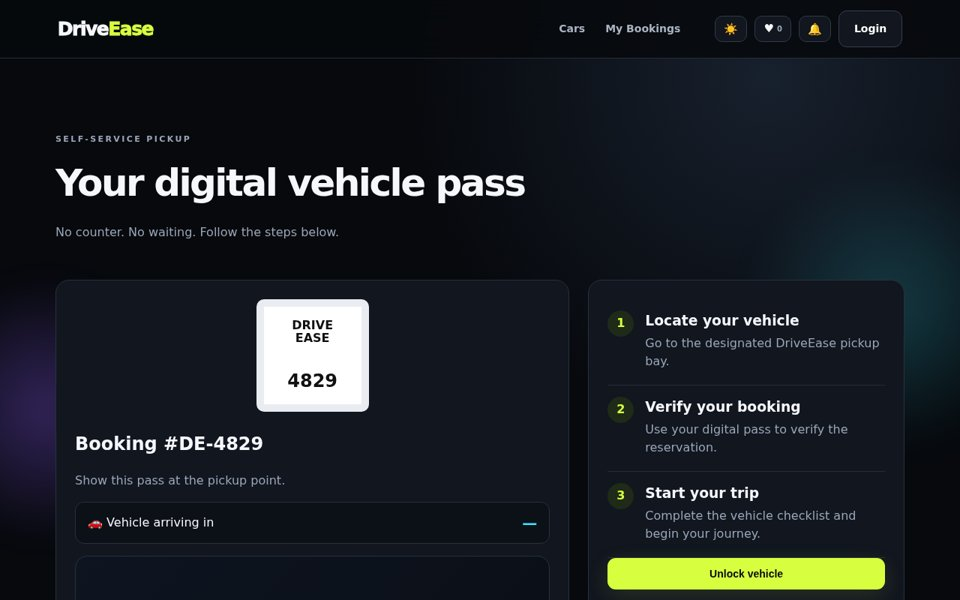 DriveEase
Cars
My Bookings
0
Login
SELF-SERVICE PICKUP
Your digital vehicle pass
No counter. No waiting. Follow the steps below.
DRIVE
EASE
4829
Booking #DE-4829
Show this pass at the pickup point.
🚗 Vehicle arriving in
—
1
Locate your vehicle
Go to the designated DriveEase pickup
bay.
2
Verify your booking
Use your digital pass to verify the
reservation.
3
Start your trip
Complete the vehicle checklist and
begin your journey.
Unlock vehicle